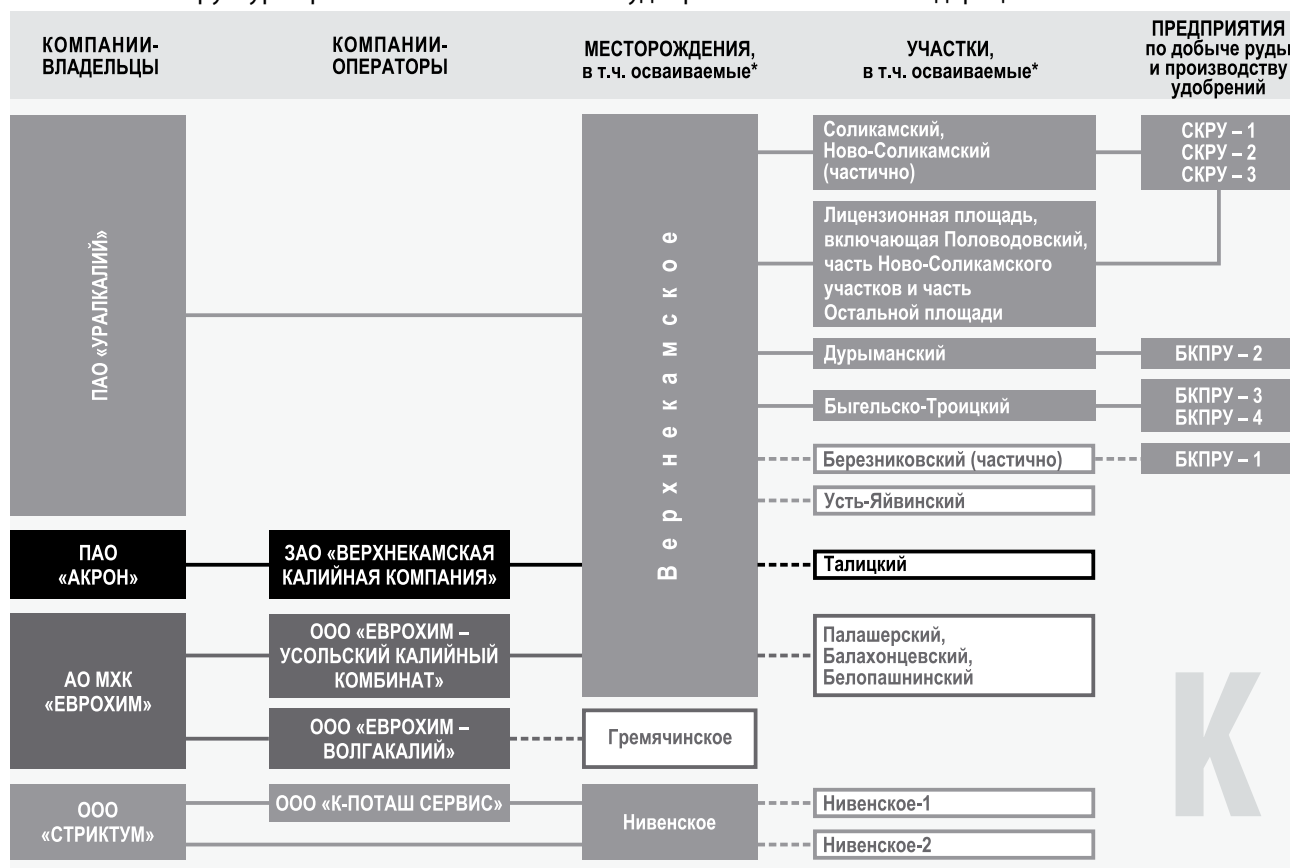 КОМПАНИИ-
ВЛАДЕЛЬЦЫ
КОМПАНИИ-
ОПЕРАТОРЫ
МЕСТОРОЖДЕНИЯ,
в т.ч. осваиваемые*
УЧАСТКИ,
в т.ч. осваиваемые*
ПРЕДПРИЯТИЯ
по добыче руды
и производству
удобрений
ПАО «УРАЛКАЛИЙ»
Верхнекамское
Соликамский,
Ново-Соликамский
(частично)
СКРУ – 1
СКРУ – 2
СКРУ – 3
Лицензионная площадь,
включающая Половодовский,
часть Ново-Соликамского
участков и часть
Остальной площади
Дурыманский
БКПРУ – 2
Быгельско-Троицкий
БКПРУ – 3
БКПРУ – 4
Березниковский (частично)
БКПРУ – 1
Усть-Яйвинский
ПАО
«АКРОН»
ЗАО «ВЕРХНЕКАМСКАЯ
КАЛИЙНАЯ КОМПАНИЯ»
Талицкий
АО МХК
«ЕВРОХИМ»
ООО «ЕВРОХИМ –
УСОЛЬСКИЙ КАЛИЙНЫЙ
КОМБИНАТ»
Палашерский,
Балахонцевский,
Белопашнинский
ООО «ЕВРОХИМ –
ВОЛГАКАЛИЙ»
Гремячинское
ООО
«СТРИКТУМ»
ООО «К-ПОТАШ СЕРВИС»
Нивенское
Нивенское-1
Нивенское-2
K